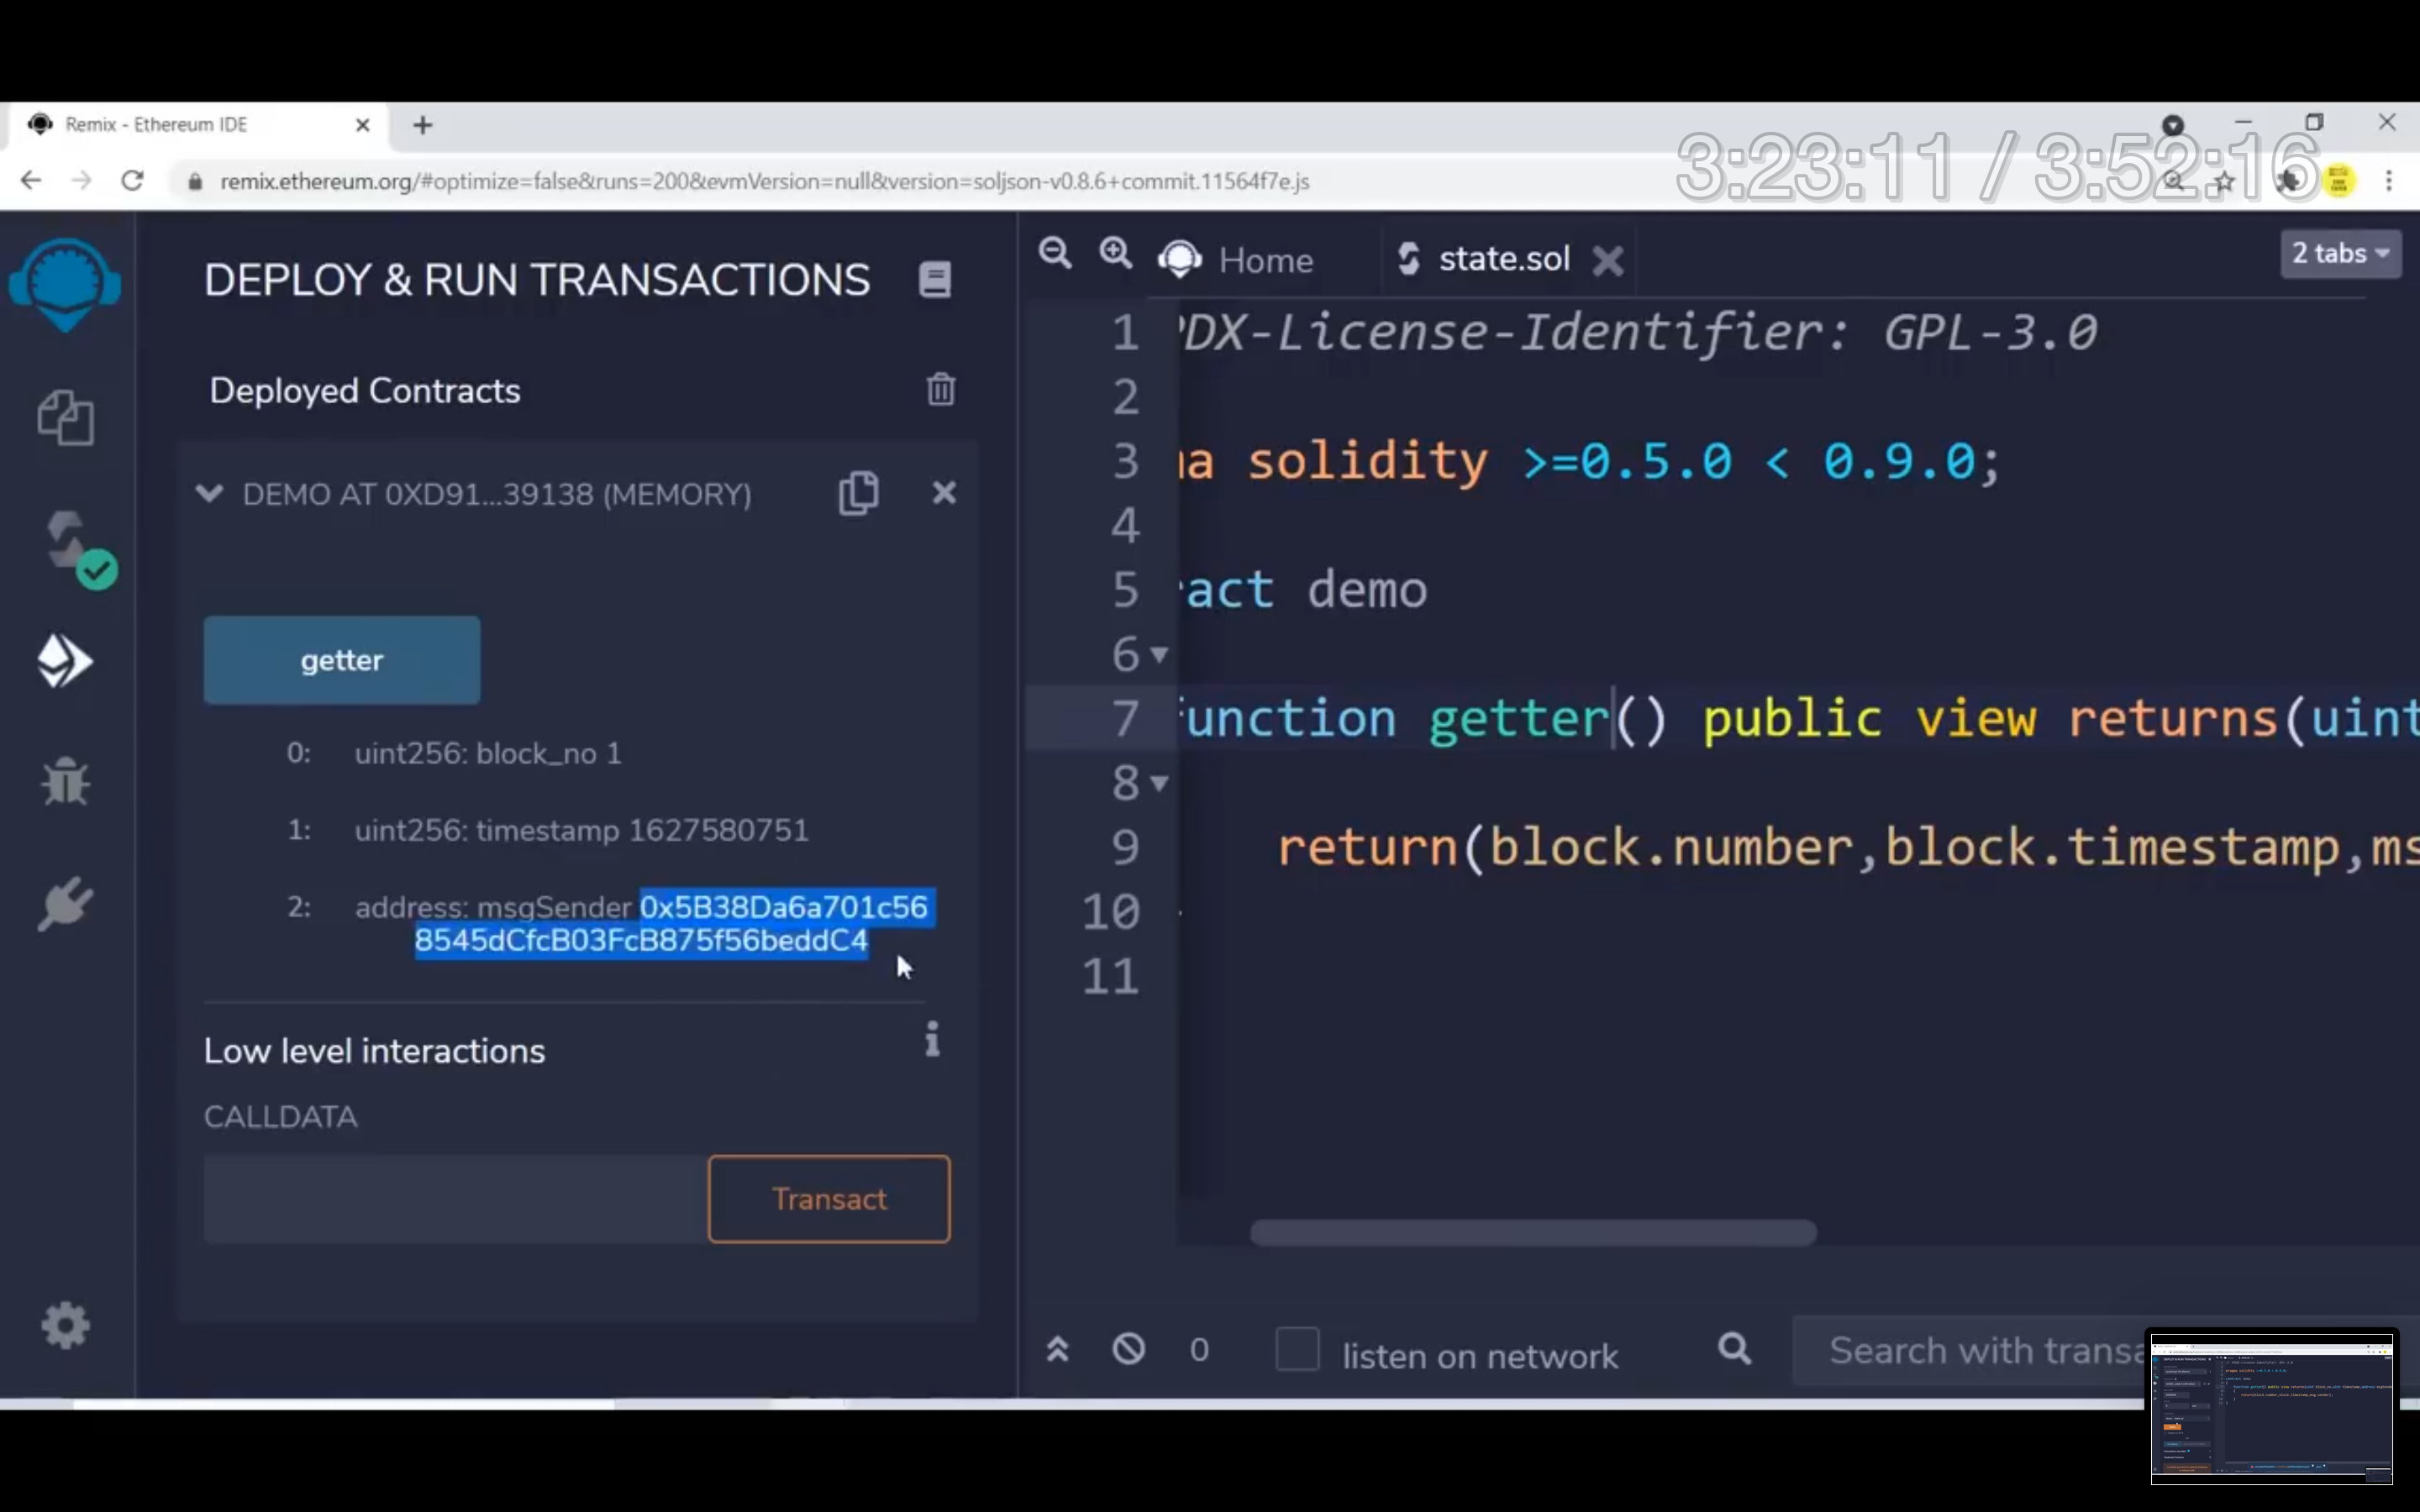 Remix - Ethereum IDE
3:23:11 / 3:52:16
remix.ethereum.org/#optimize=false&runs=200&evmVersion=null&version=soljson-v0.8.6+commit.11564f7e.js
DEPLOY & RUN TRANSACTIONS
Deployed Contracts
DEMO AT 0XD91...39138 (MEMORY)
getter
0: uint256: block_no 1
1: uint256: timestamp 1627580751
2: address: msgSender 0x5B38Da6a701c56
8545dCfcB03FcB875f56beddC4
Low level interactions
CALLDATA
Transact
Home
state.sol
2 tabs
1 PDX-License-Identifier: GPL-3.0
2
3 a solidity >=0.5.0 < 0.9.0;
4
5 ract demo
6
7 function getter() public view returns(uint
8
9 return(block.number,block.timestamp,ms
10
11
0
listen on network
Search with transa